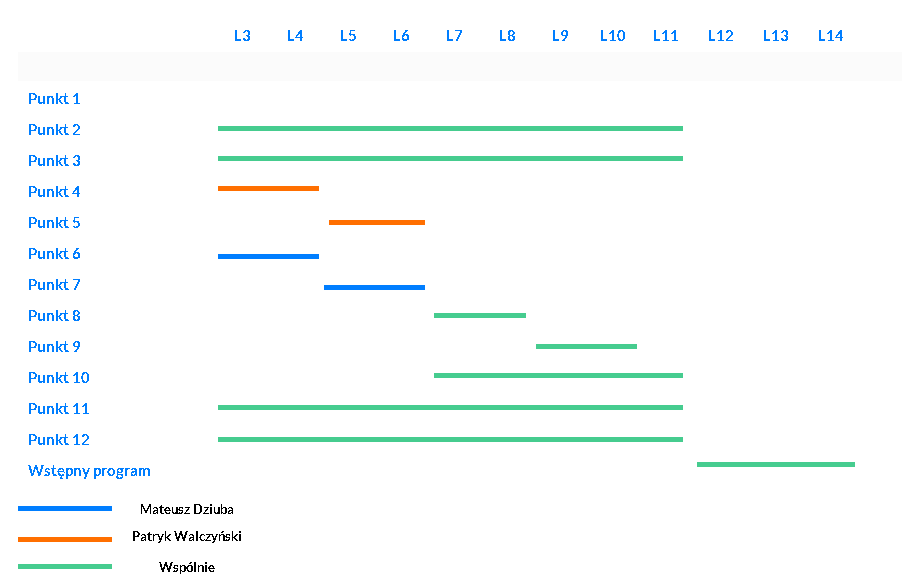 L3 L4 L5 L6 L7 L8 L9 L10 L11 L12 L13 L14
Punkt 1
Punkt 2
Punkt 3
Punkt 4
Punkt 5
Punkt 6
Punkt 7
Punkt 8
Punkt 9
Punkt 10
Punkt 11
Punkt 12
Wstępny program
Mateusz Dziuba
Patryk Walczyński
Wspólnie